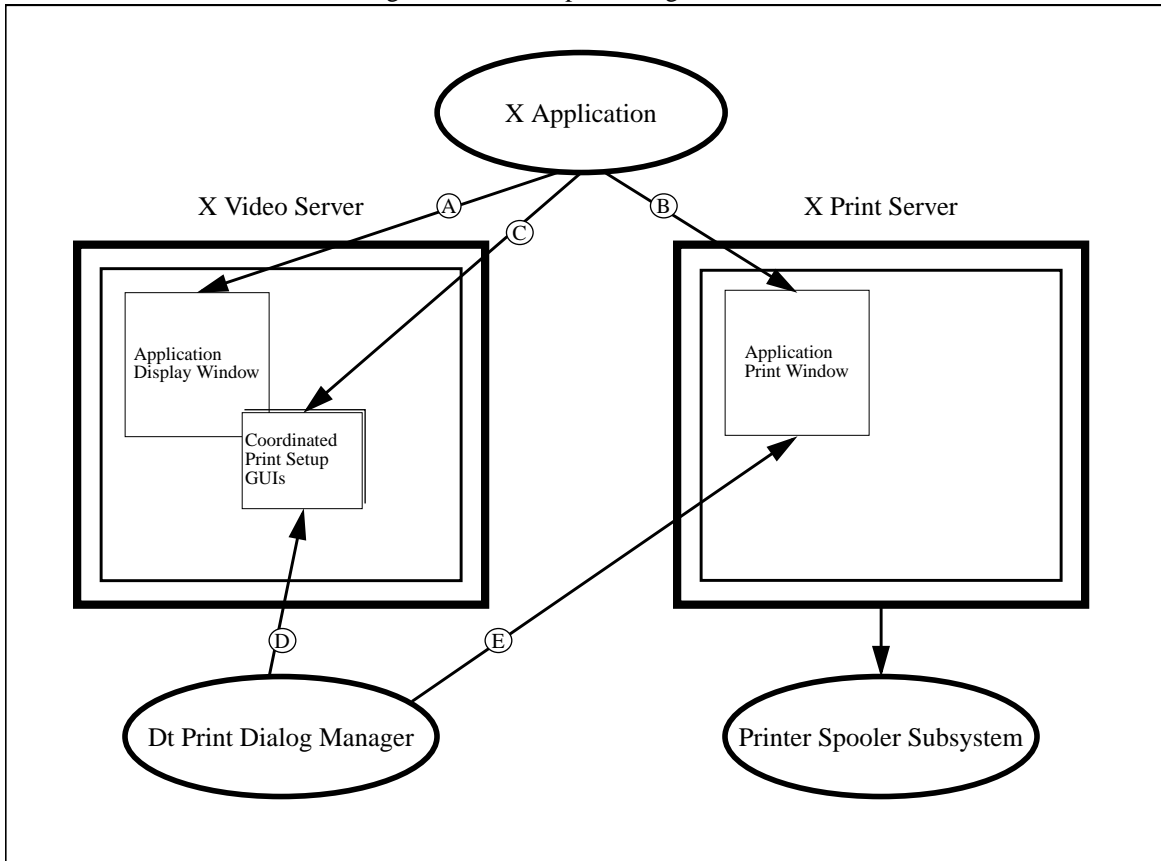 X Application
X Video Server
A
B
X Print Server
C
Application
Display Window
Application
Print Window
Coordinated
Print Setup
GUIs
D
E
Dt Print Dialog Manager
Printer Spooler Subsystem